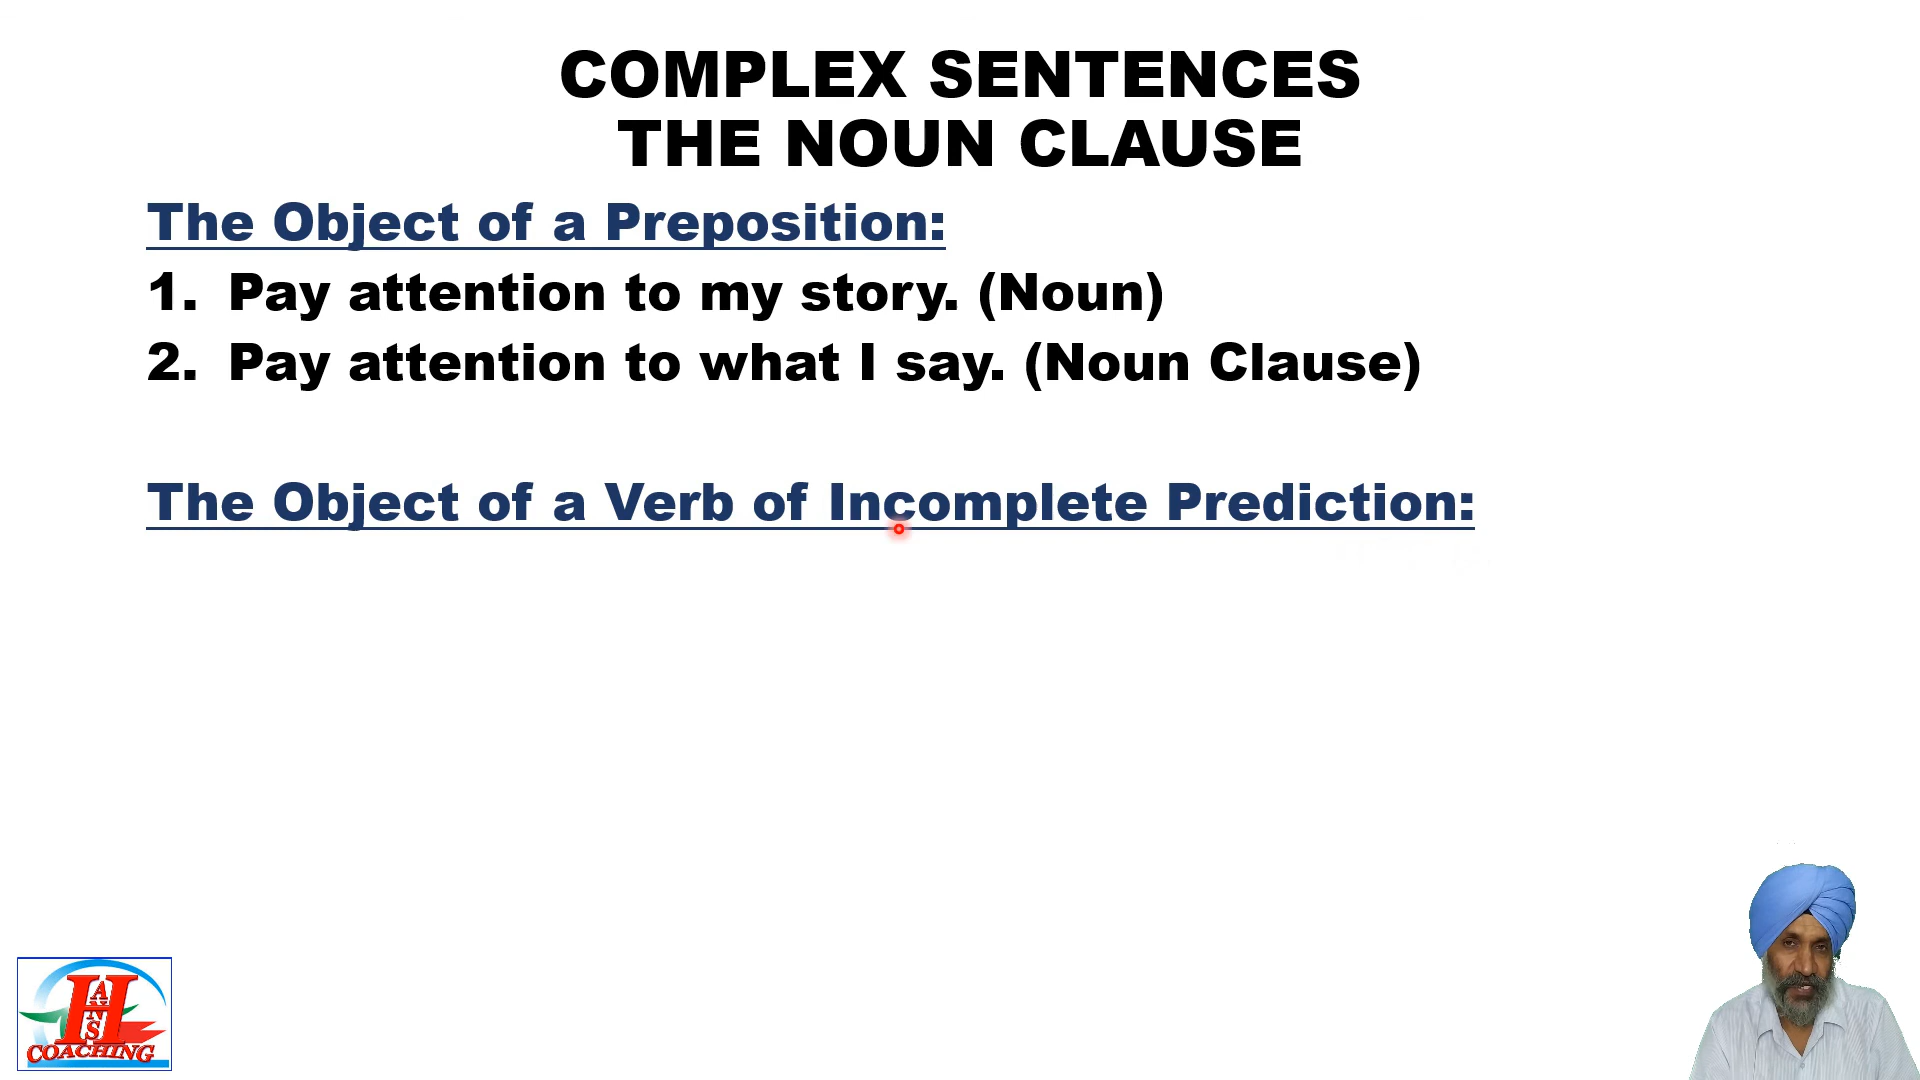 COMPLEX SENTENCES
THE NOUN CLAUSE
The Object of a Preposition:
1. Pay attention to my story. (Noun)
2. Pay attention to what I say. (Noun Clause)
The Object of a Verb of Incomplete Prediction:
HANS
COACHING